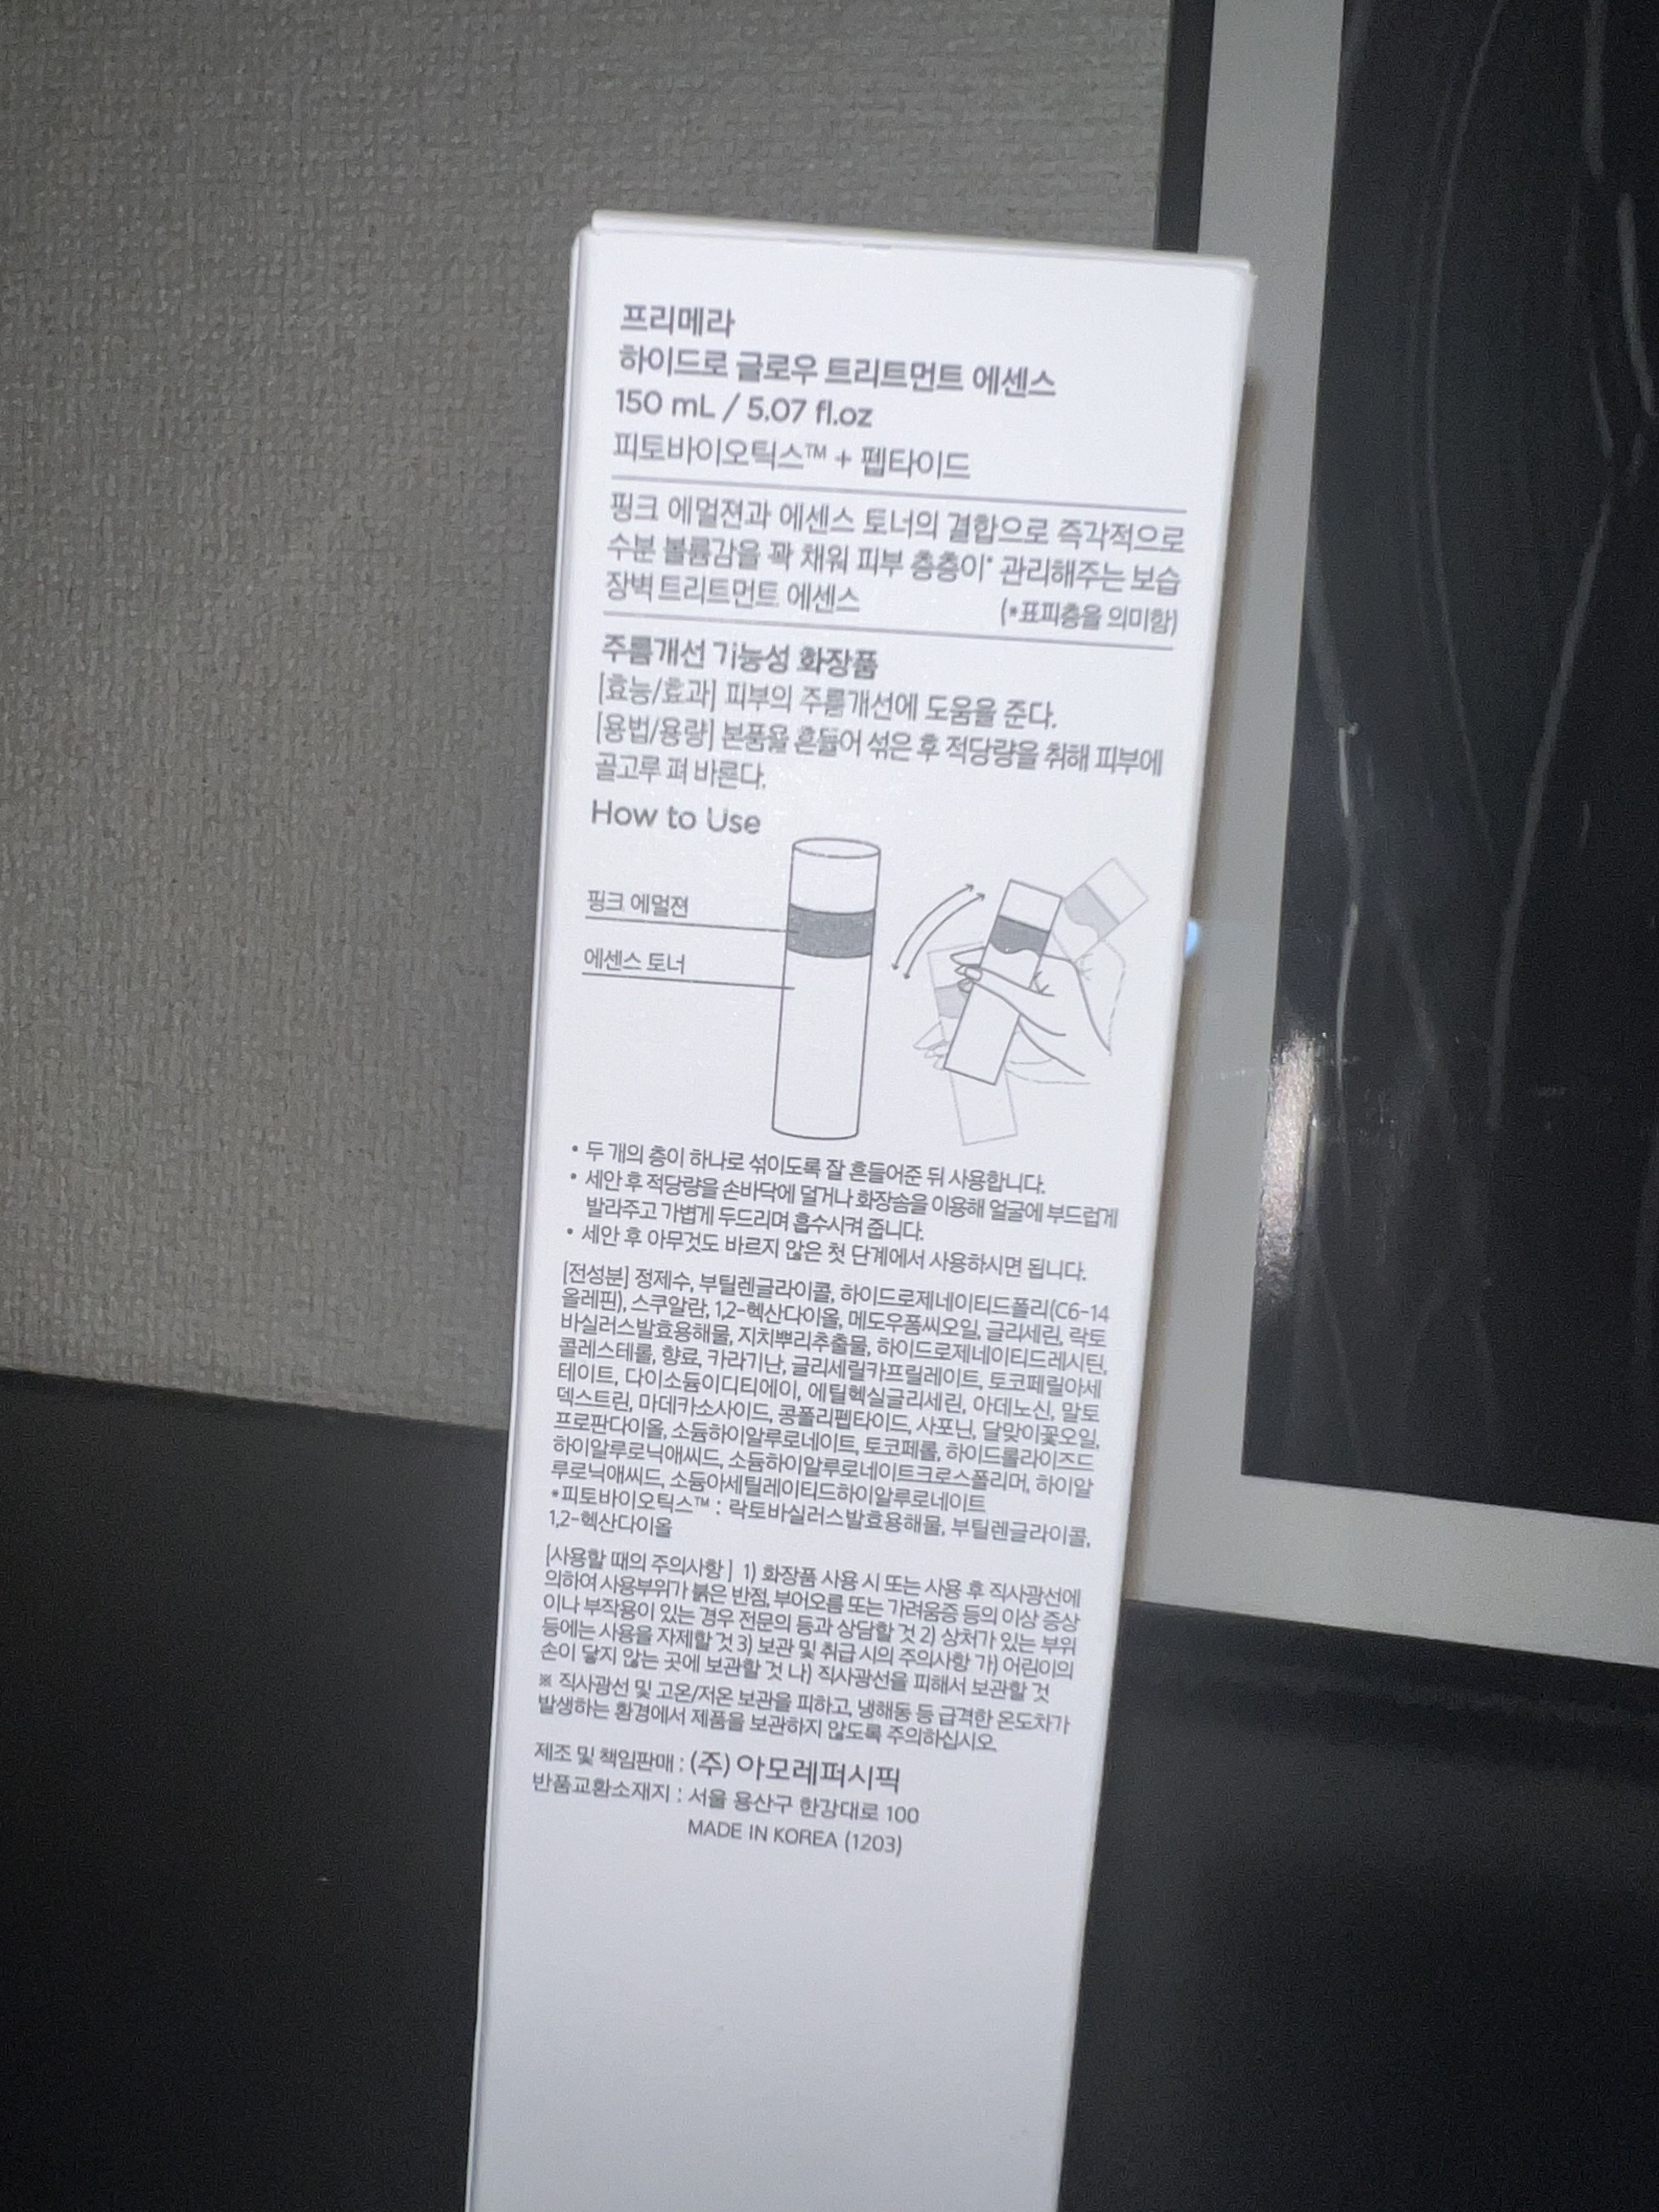 프리메라
하이드로 글로우 트리트먼트 에센스
150 mL / 5.07 fl.oz
피토바이오틱스™ + 펩타이드
핑크 에멀젼과 에센스 토너의 결합으로 즉각적으로
수분 볼륨감을 꽉 채워 피부 층층이* 관리해주는 보습
장벽 트리트먼트 에센스 (*표피층을 의미함)
주름개선 기능성 화장품
[효능/효과] 피부의 주름개선에 도움을 준다.
[용법/용량] 본품을 흔들어 섞은 후 적당량을 취해 피부에
골고루 펴 바른다.
How to Use
핑크 에멀젼
에센스 토너
• 두 개의 층이 하나로 섞이도록 잘 흔들어준 뒤 사용합니다.
• 세안 후 적당량을 손바닥에 덜거나 화장솜을 이용해 얼굴에 부드럽게
발라주고 가볍게 두드리며 흡수시켜 줍니다.
• 세안 후 아무것도 바르지 않은 첫 단계에서 사용하시면 됩니다.
[전성분] 정제수, 부틸렌글라이콜, 하이드로제네이티드폴리(C6-14
올레핀), 스쿠알란, 1,2-헥산다이올, 메도우폼씨오일, 글리세린, 락토
바실러스발효용해물, 지치뿌리추출물, 하이드로제네이티드레시틴,
콜레스테롤, 향료, 카라기난, 글리세릴카프릴레이트, 토코페릴아세
테이트, 다이소듐이디티에이, 에틸헥실글리세린, 아데노신, 말토
덱스트린, 마데카소사이드, 콩폴리펩타이드, 사포닌, 달맞이꽃오일,
프로판다이올, 소듐하이알루로네이트, 토코페롤, 하이드롤라이즈드
하이알루로닉애씨드, 소듐하이알루로네이트크로스폴리머, 하이알
루로닉애씨드, 소듐아세틸레이티드하이알루로네이트
*피토바이오틱스™ : 락토바실러스발효용해물, 부틸렌글라이콜,
1,2-헥산다이올
[사용할 때의 주의사항] 1) 화장품 사용 시 또는 사용 후 직사광선에
의하여 사용부위가 붉은 반점, 부어오름 또는 가려움증 등의 이상 증상
이나 부작용이 있는 경우 전문의 등과 상담할 것 2) 상처가 있는 부위
등에는 사용을 자제할 것 3) 보관 및 취급 시의 주의사항 가) 어린이의
손이 닿지 않는 곳에 보관할 것 나) 직사광선을 피해서 보관할 것
※ 직사광선 및 고온/저온 보관을 피하고, 냉해동 등 급격한 온도차가
발생하는 환경에서 제품을 보관하지 않도록 주의하십시오.
제조 및 책임판매 : (주) 아모레퍼시픽
반품교환소재지 : 서울 용산구 한강대로 100
MADE IN KOREA (1203)